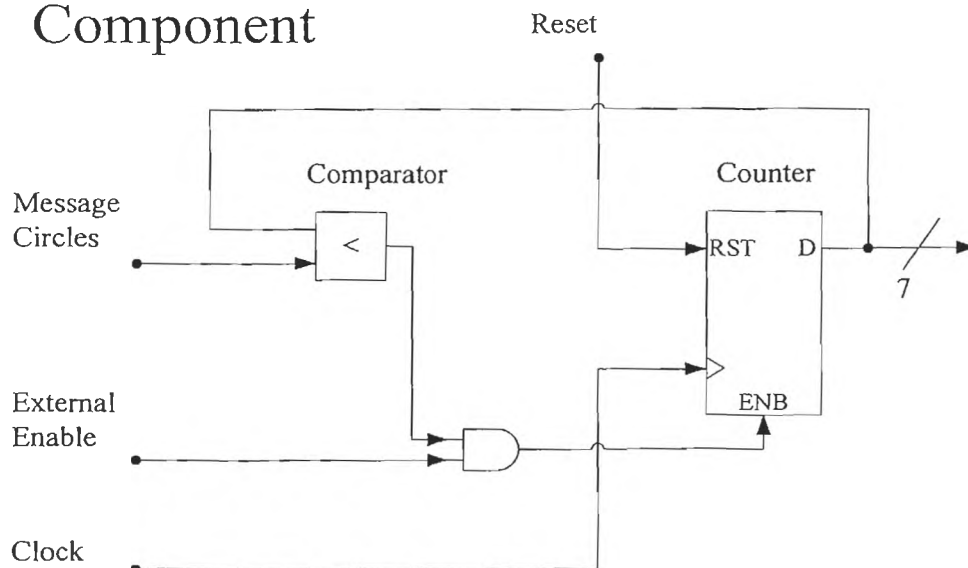 Component
Reset
Comparator
Counter
Message
Circles
<
RST
D
7
External
Enable
ENB
Clock